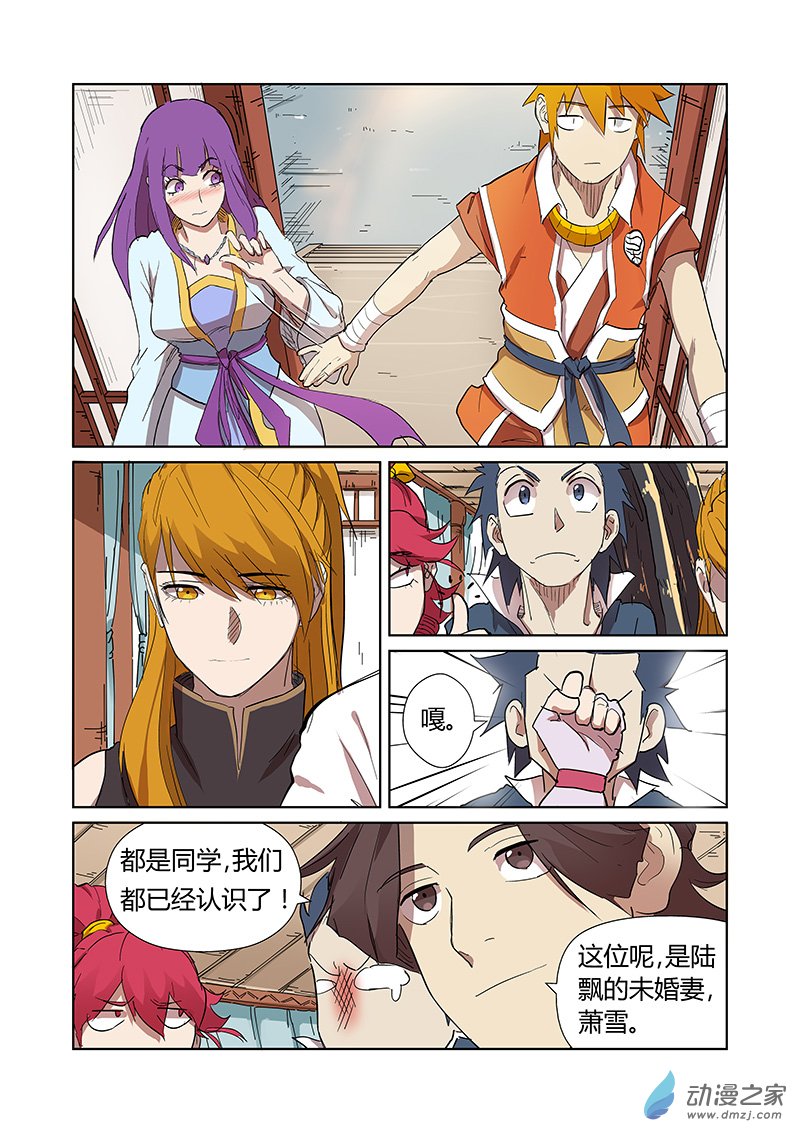 嘎。
都是同学，我们
都已经认识了！
这位呢，是陆
飘的未婚妻，
萧雪。
动漫之家
www.dmzj.com